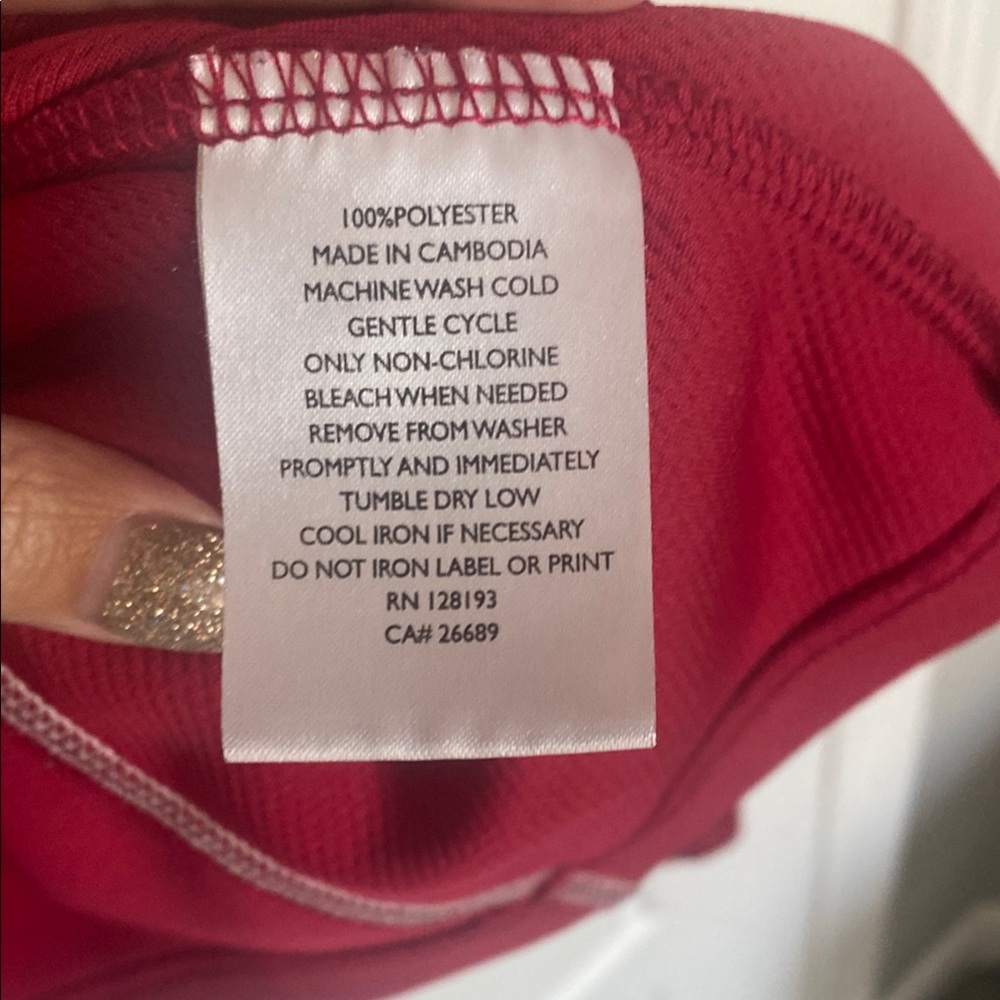 100%POLYESTER
MADE IN CAMBODIA
MACHINE WASH COLD
GENTLE CYCLE
ONLY NON-CHLORINE
BLEACH WHEN NEEDED
REMOVE FROM WASHER
PROMPTLY AND IMMEDIATELY
TUMBLE DRY LOW
COOL IRON IF NECESSARY
DO NOT IRON LABEL OR PRINT
RN 128193
CA# 26689